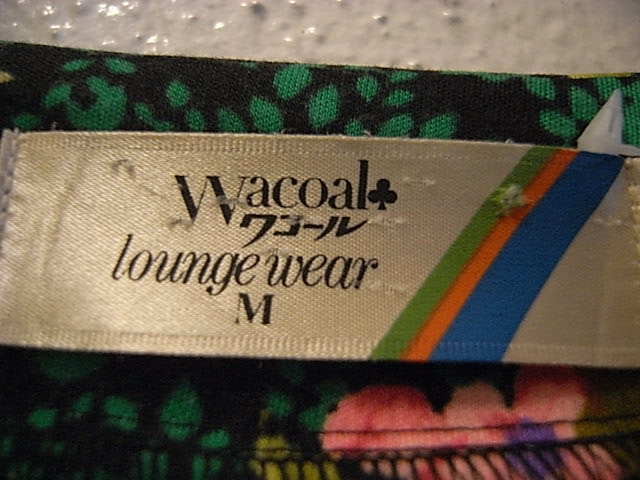 Wacoal♣
ワコール
lounge wear
M